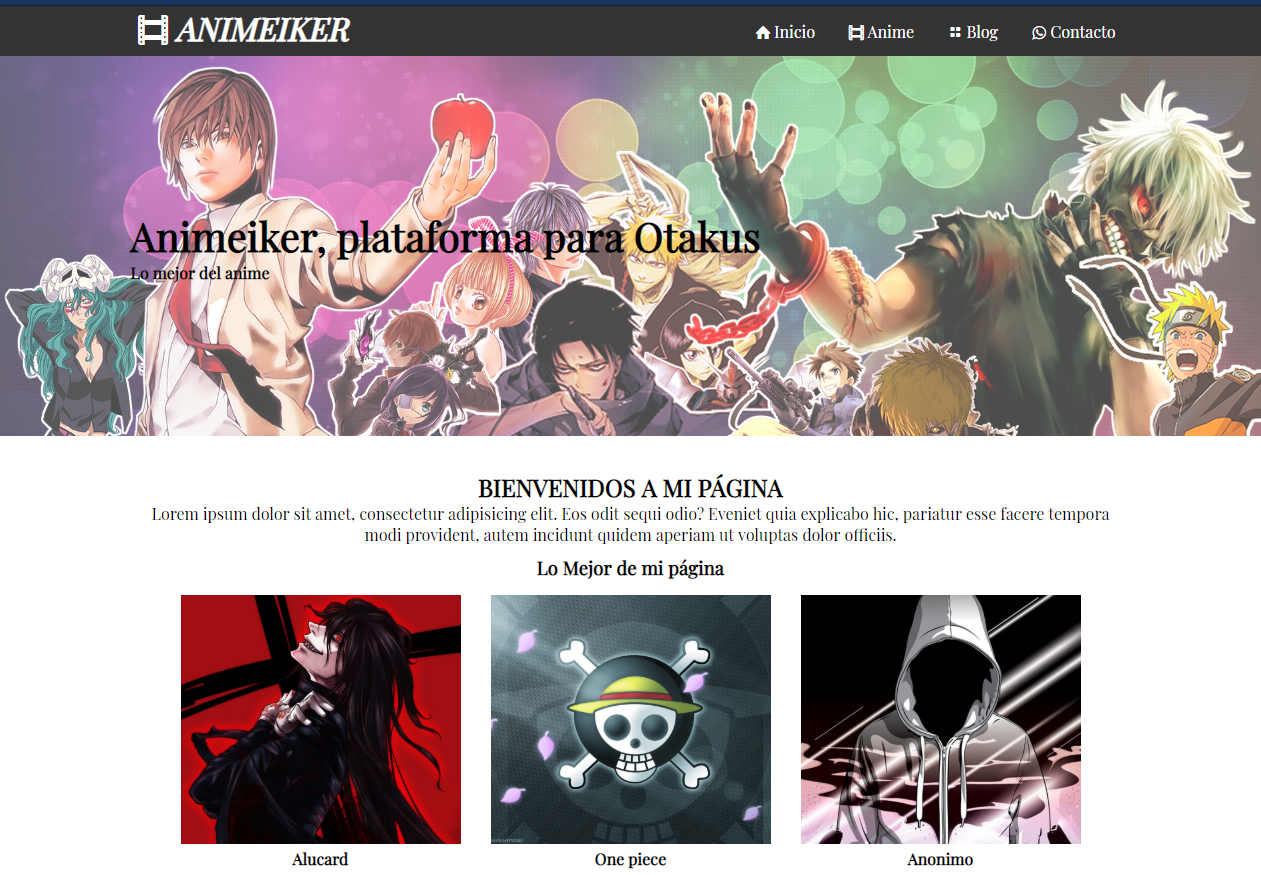 ANIMEIKER
Inicio Anime Blog Contacto
Animeiker, plataforma para Otakus
Lo mejor del anime
BIENVENIDOS A MI PÁGINA
Lorem ipsum dolor sit amet, consectetur adipisicing elit. Eos odit sequi odio? Eveniet quia explicabo hic, pariatur esse facere tempora
modi provident, autem incidunt quidem aperiam ut voluptas dolor officiis.
Lo Mejor de mi página
Alucard
One piece
Anonimo